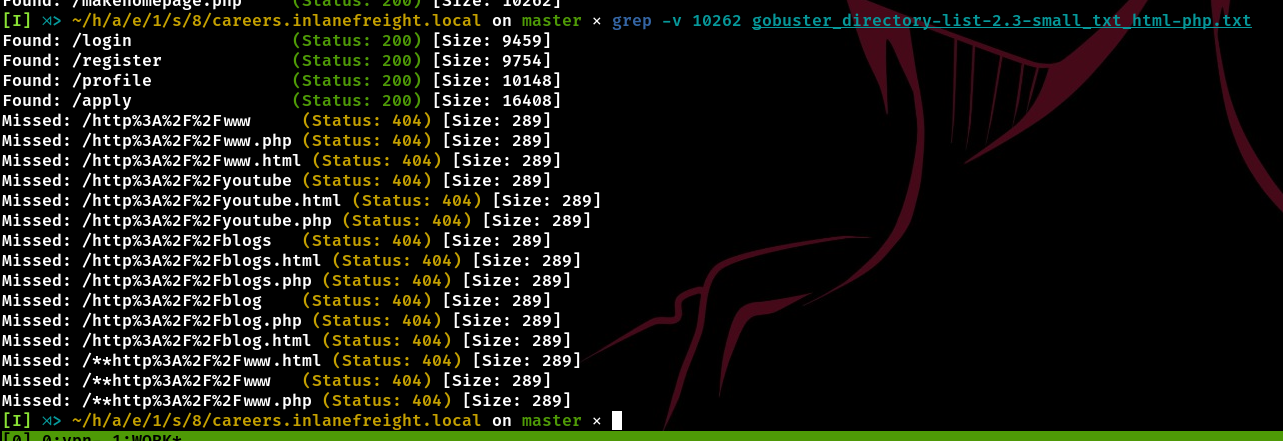 Found: /makehomepage.php (Status: 200) [Size: 10262]
[I] ⋊> ~/h/a/e/1/s/8/careers.inlanefreight.local on master × grep -v 10262 gobuster_directory-list-2.3-small_txt_html-php.txt
Found: /login (Status: 200) [Size: 9459]
Found: /register (Status: 200) [Size: 9754]
Found: /profile (Status: 200) [Size: 10148]
Found: /apply (Status: 200) [Size: 16408]
Missed: /http%3A%2F%2Fwww (Status: 404) [Size: 289]
Missed: /http%3A%2F%2Fwww.php (Status: 404) [Size: 289]
Missed: /http%3A%2F%2Fwww.html (Status: 404) [Size: 289]
Missed: /http%3A%2F%2Fyoutube (Status: 404) [Size: 289]
Missed: /http%3A%2F%2Fyoutube.html (Status: 404) [Size: 289]
Missed: /http%3A%2F%2Fyoutube.php (Status: 404) [Size: 289]
Missed: /http%3A%2F%2Fblogs (Status: 404) [Size: 289]
Missed: /http%3A%2F%2Fblogs.html (Status: 404) [Size: 289]
Missed: /http%3A%2F%2Fblogs.php (Status: 404) [Size: 289]
Missed: /http%3A%2F%2Fblog (Status: 404) [Size: 289]
Missed: /http%3A%2F%2Fblog.php (Status: 404) [Size: 289]
Missed: /http%3A%2F%2Fblog.html (Status: 404) [Size: 289]
Missed: /**http%3A%2F%2Fwww.html (Status: 404) [Size: 289]
Missed: /**http%3A%2F%2Fwww (Status: 404) [Size: 289]
Missed: /**http%3A%2F%2Fwww.php (Status: 404) [Size: 289]
[I] ⋊> ~/h/a/e/1/s/8/careers.inlanefreight.local on master ×
[0] 0:vpn- 1:WORK*